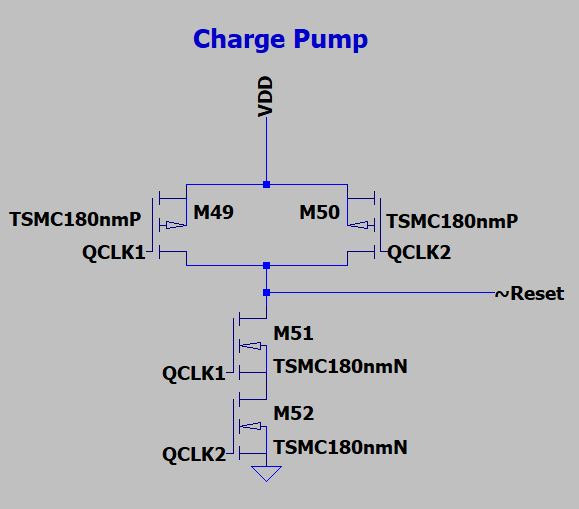 Charge Pump
VDD
M49
M50
TSMC180nmP
TSMC180nmP
QCLK1
QCLK2
~Reset
M51
TSMC180nmN
QCLK1
M52
TSMC180nmN
QCLK2